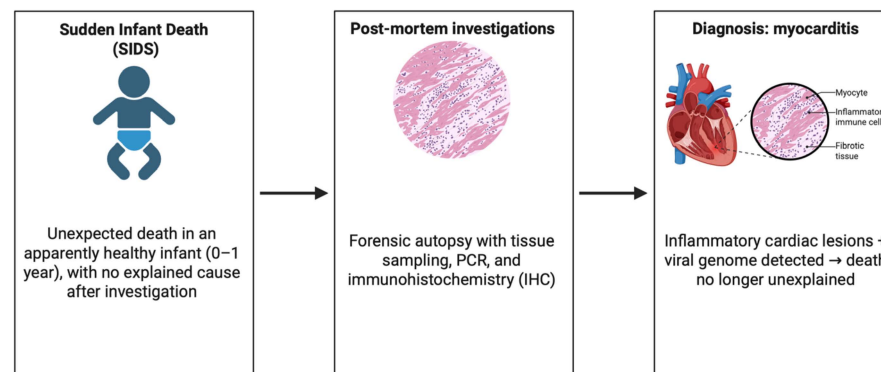 Sudden Infant Death
(SIDS)
Unexpected death in an
apparently healthy infant (0–1
year), with no explained cause
after investigation
Post-mortem investigations
Forensic autopsy with tissue
sampling, PCR, and
immunohistochemistry (IHC)
Diagnosis: myocarditis
Myocyte
immune cell
Fibrotic
tissue
Inflammatory cardiac lesions
viral genome detected → death
no longer unexplained